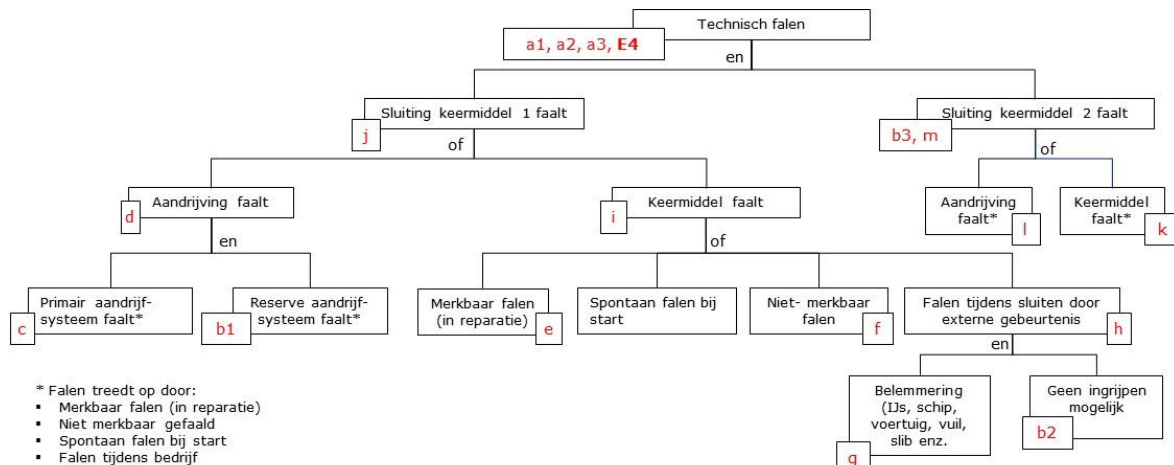 Technisch falen
a1, a2, a3, E4
en
Sluiting keermiddel 1 faalt
j
of
Sluiting keermiddel 2 faalt
b3, m
of
Aandrijving faalt
d
en
Keermiddel faalt
i
of
Aandrijving
faalt*
l
Keermiddel
faalt*
k
Primair aandrijf-
systeem faalt*
c
Reserve aandrijf-
systeem faalt*
b1
Merkbaar falen
(in reparatie)
e
Spontaan falen bij
start
Niet- merkbaar
falen
f
Falen tijdens sluiten door
externe gebeurtenis
h
en
Belemmering
(IJs, schip,
voertuig, vuil,
slib enz.
g
Geen ingrijpen
mogelijk
b2
* Falen treedt op door:
▪ Merkbaar falen (in reparatie)
▪ Niet merkbaar gefaald
▪ Spontaan falen bij start
▪ Falen tijdens bedrijf